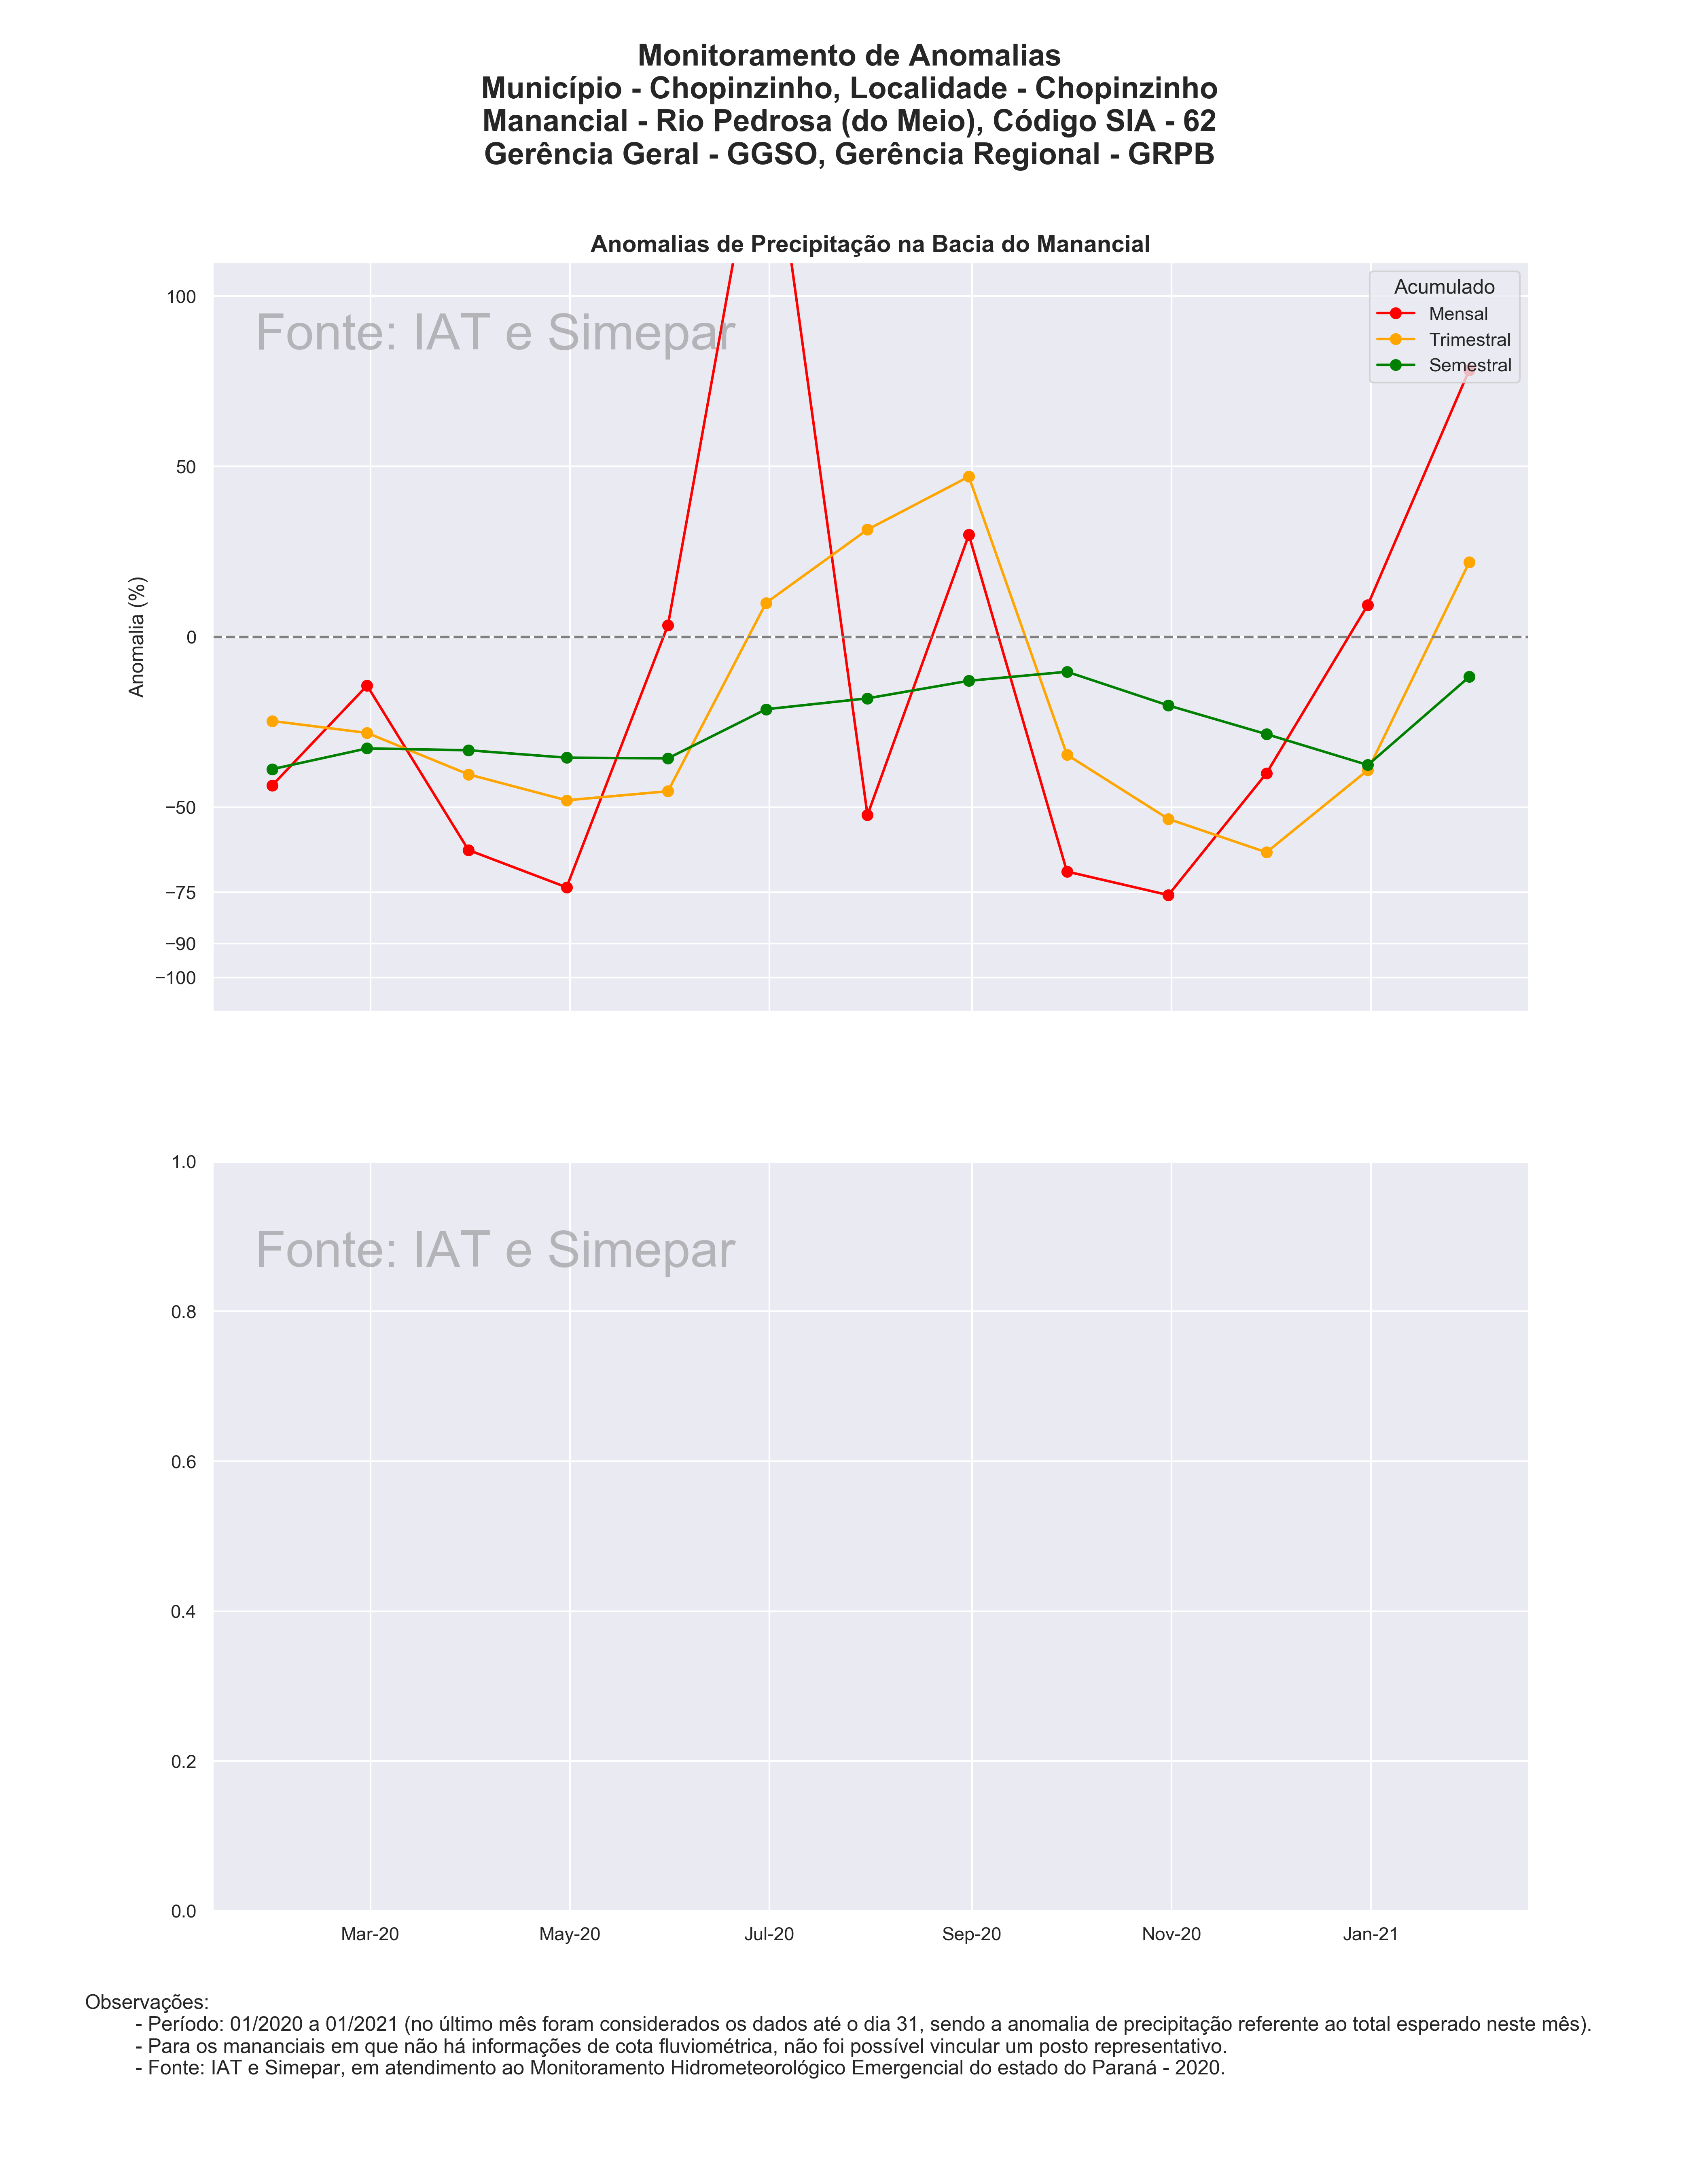 Monitoramento de Anomalias
Município - Chopinzinho, Localidade - Chopinzinho
Manancial - Rio Pedrosa (do Meio), Código SIA - 62
Gerência Geral - GGSO, Gerência Regional - GRPB
Anomalias de Precipitação na Bacia do Manancial
Fonte: IAT e Simepar
Acumulado
Mensal
Trimestral
Semestral
Anomalia (%)
100
50
0
−50
−75
−90
−100
Fonte: IAT e Simepar
1.0
0.8
0.6
0.4
0.2
0.0
Mar-20 May-20 Jul-20 Sep-20 Nov-20 Jan-21
Observações:
- Período: 01/2020 a 01/2021 (no último mês foram considerados os dados até o dia 31, sendo a anomalia de precipitação referente ao total esperado neste mês).
- Para os mananciais em que não há informações de cota fluviométrica, não foi possível vincular um posto representativo.
- Fonte: IAT e Simepar, em atendimento ao Monitoramento Hidrometeorológico Emergencial do estado do Paraná - 2020.